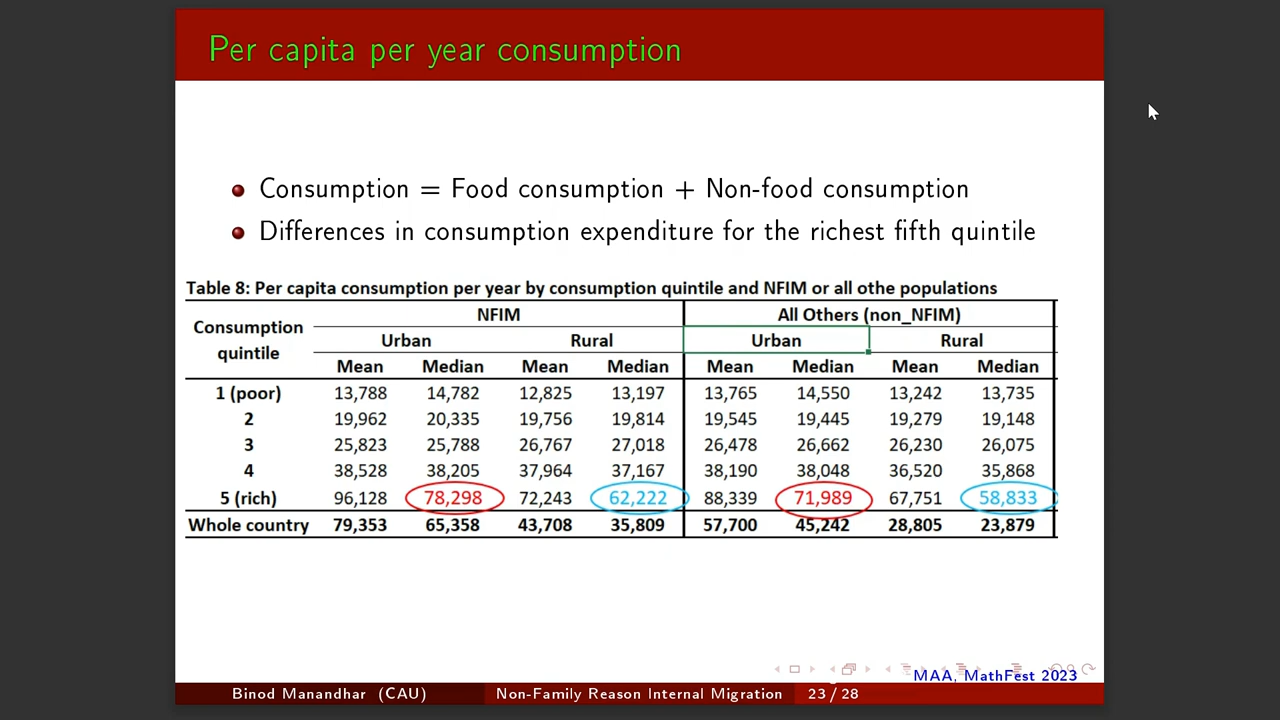 Per capita per year consumption
Consumption = Food consumption + Non-food consumption
Differences in consumption expenditure for the richest fifth quintile
Table 8: Per capita consumption per year by consumption quintile and NFIM or all othe populations
Consumption quintile NFIM All Others (non_NFIM)
Urban Rural Urban Rural
Mean Median Mean Median Mean Median Mean Median
1 (poor) 13,788 14,782 12,825 13,197 13,765 14,550 13,242 13,735
2 19,962 20,335 19,756 19,814 19,545 19,445 19,279 19,148
3 25,823 25,788 26,767 27,018 26,478 26,662 26,230 26,075
4 38,528 38,205 37,964 37,167 38,190 38,048 36,520 35,868
5 (rich) 96,128 78,298 72,243 62,222 88,339 71,989 67,751 58,833
Whole country 79,353 65,358 43,708 35,809 57,700 45,242 28,805 23,879
MAA, MathFest 2023
Binod Manandhar (CAU) Non-Family Reason Internal Migration 23 / 28